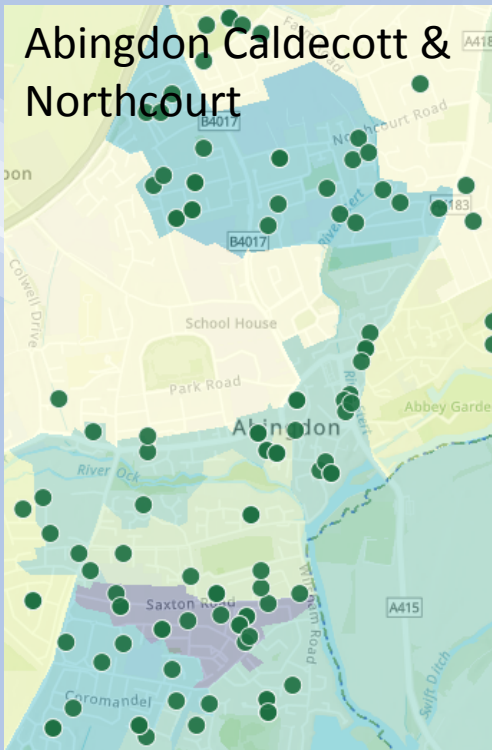 Abingdon Caldecott &
Northcourt
A418
B4017
Northcourt Road
oon
River Stert
A4183
B4017
Colwell Drive
School House
Park Road
River Stert
Abbey Garde
Abingdon
River Ock
Saxton Road
Wilsham Road
A415
Swift Ditch
Coromandel